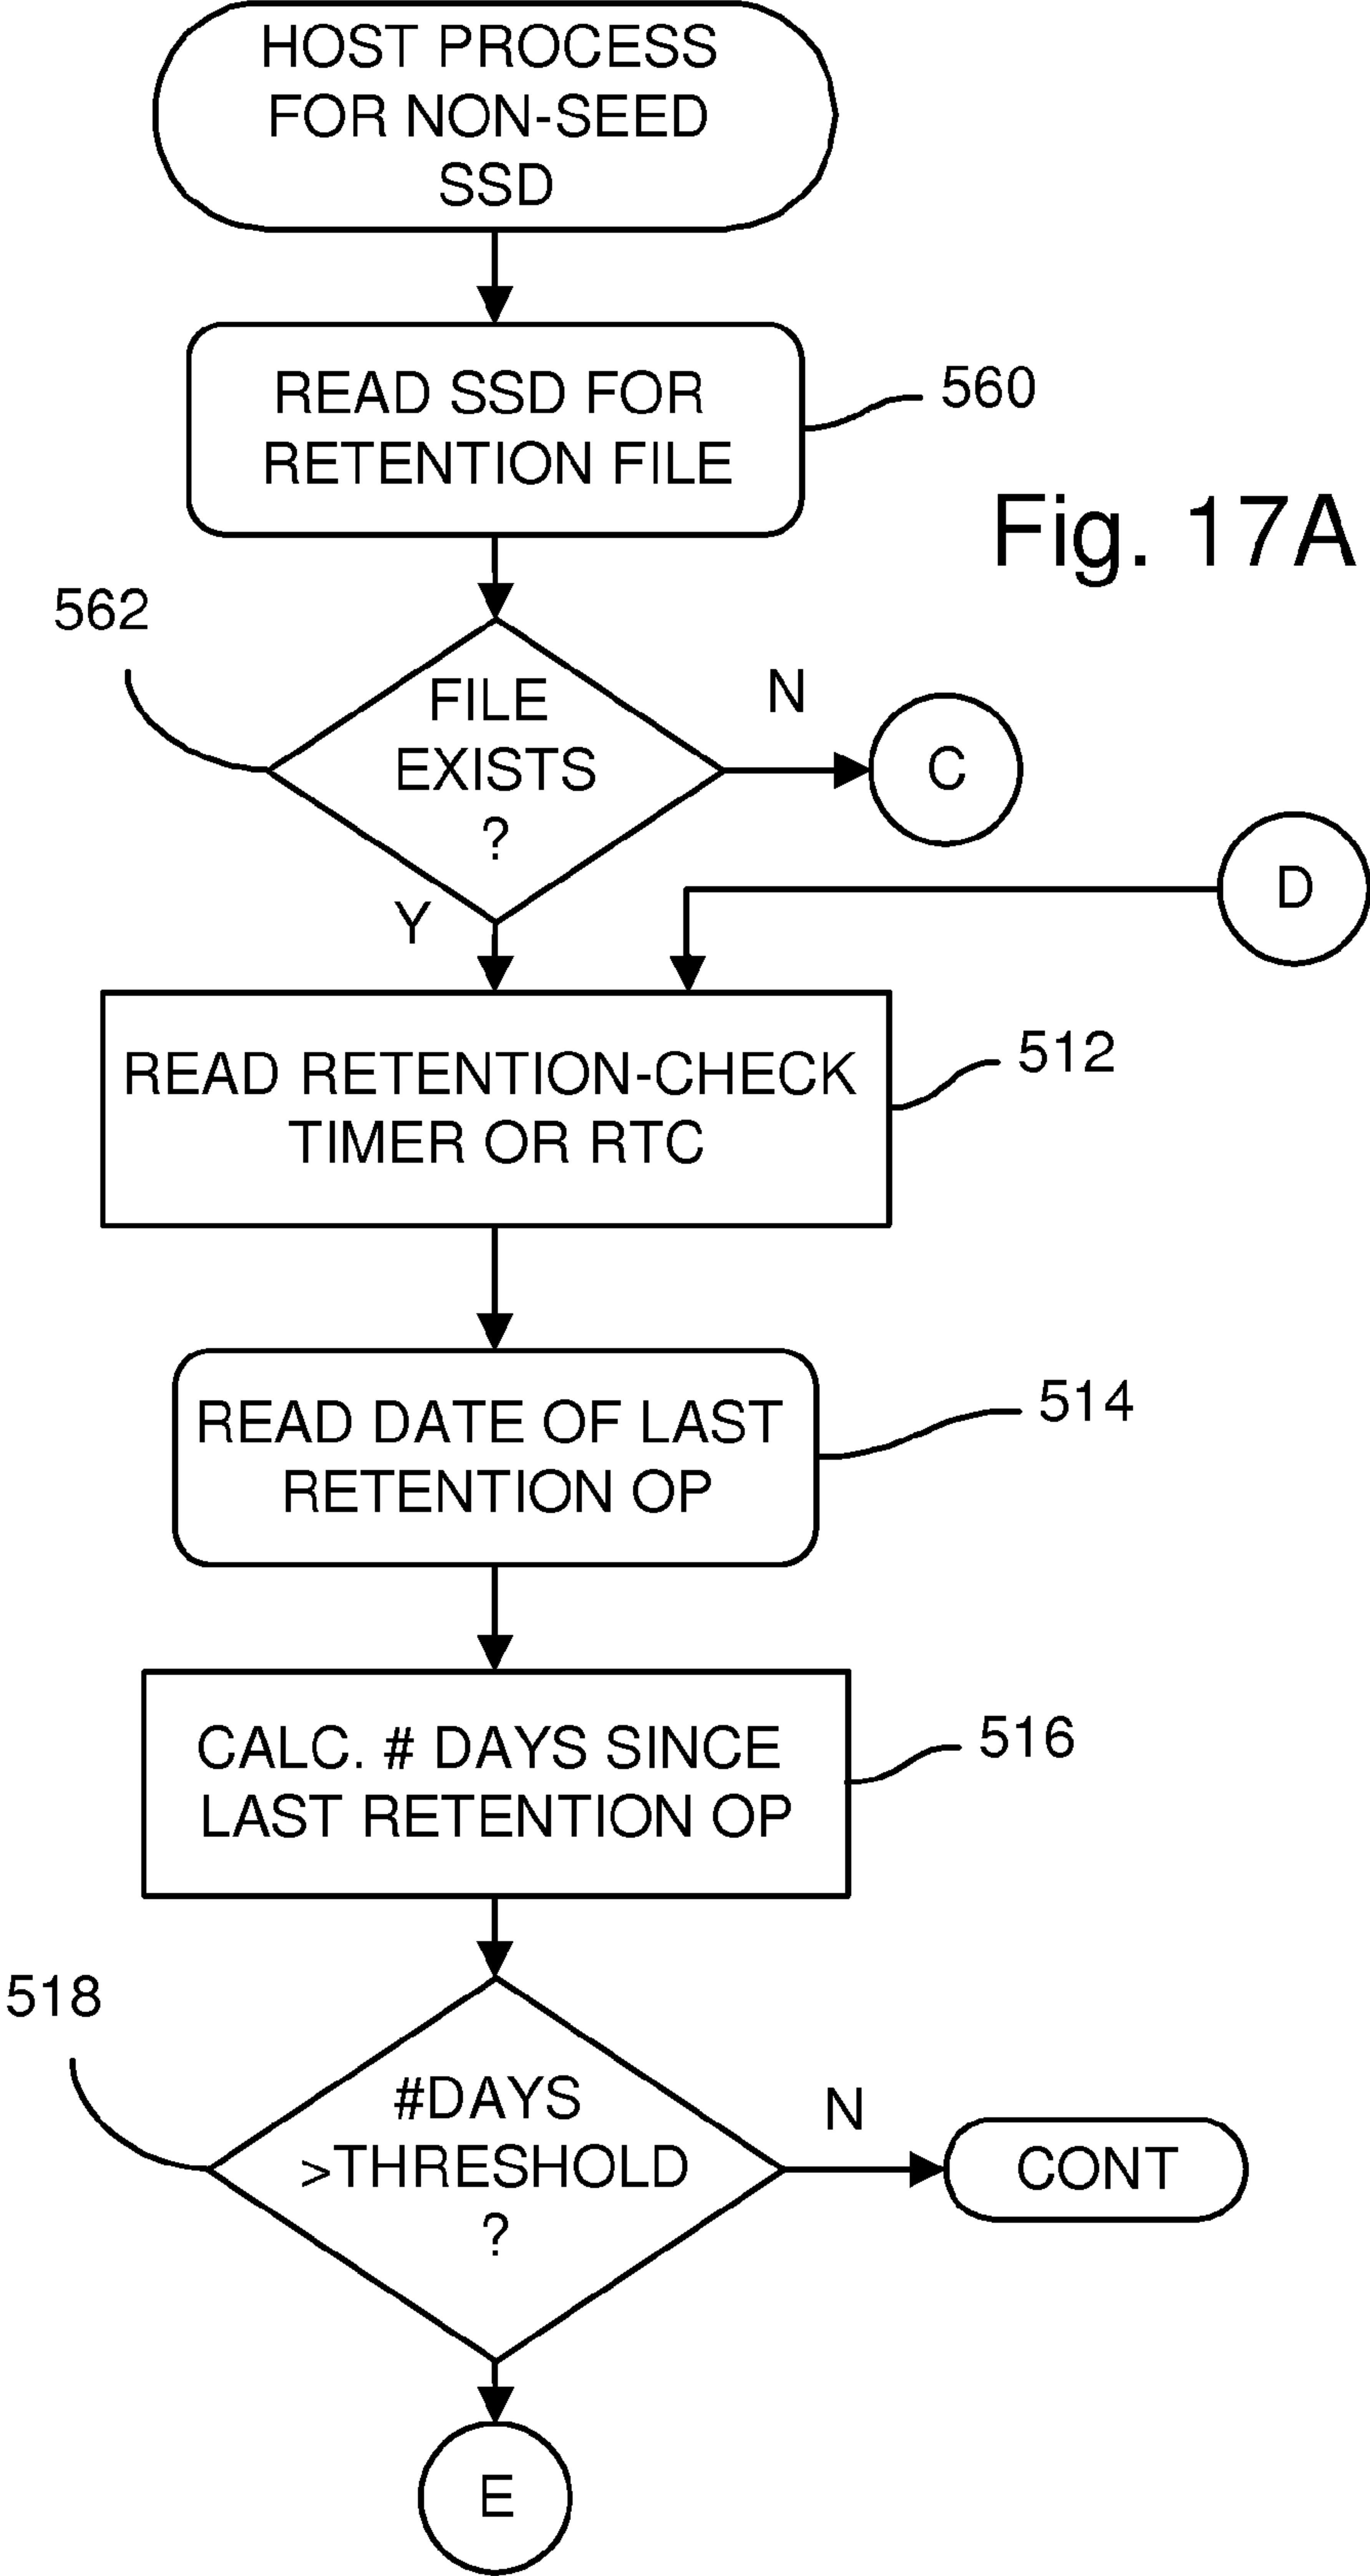 HOST PROCESS
FOR NON-SEED
SSD
READ SSD FOR
RETENTION FILE
560
Fig. 17A
562
FILE
EXISTS
?
N
C
D
Y
READ RETENTION-CHECK
TIMER OR RTC
512
READ DATE OF LAST
RETENTION OP
514
CALC. # DAYS SINCE
LAST RETENTION OP
516
518
#DAYS
>THRESHOLD
?
N
CONT
E